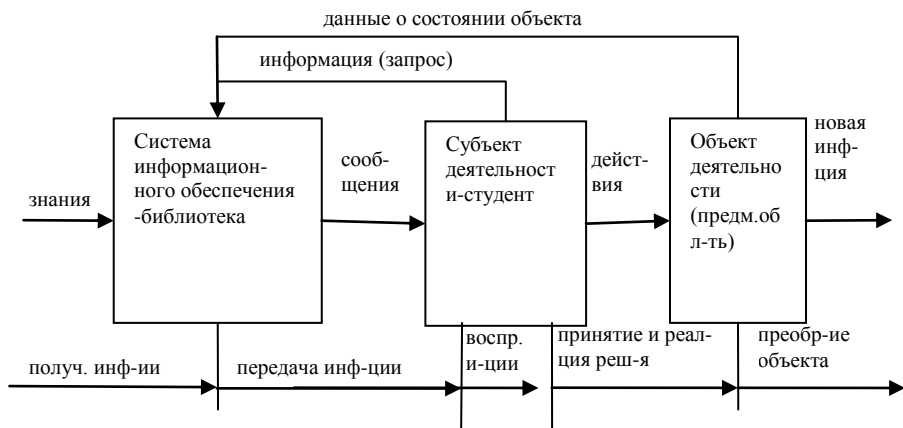 данные о состоянии объекта
информация (запрос)
Система
информацион-
ного обеспечения
-библиотека
Субъект
деятельност
и-студент
Объект
деятельно
сти
(предм.об
л-ть)
новая
инф-
ция
знания
сооб-
щения
дейст-
вия
получ. инф-ии
передача инф-ции
воспр.
и-ции
принятие и реал-
ция реш-я
преобр-ие
объекта